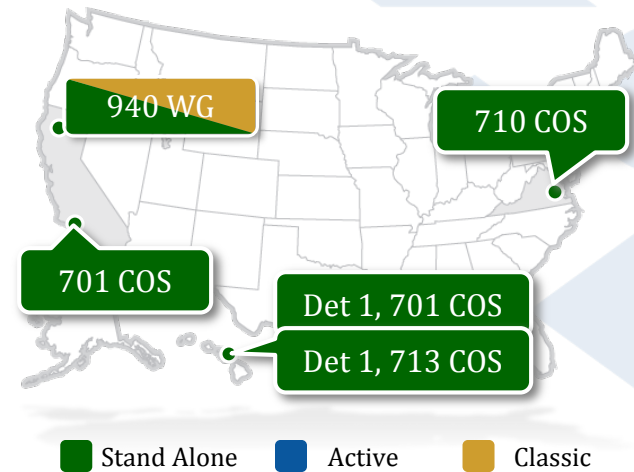 940 WG
710 COS
701 COS
Det 1, 701 COS
Det 1, 713 COS
Stand Alone
Active
Classic